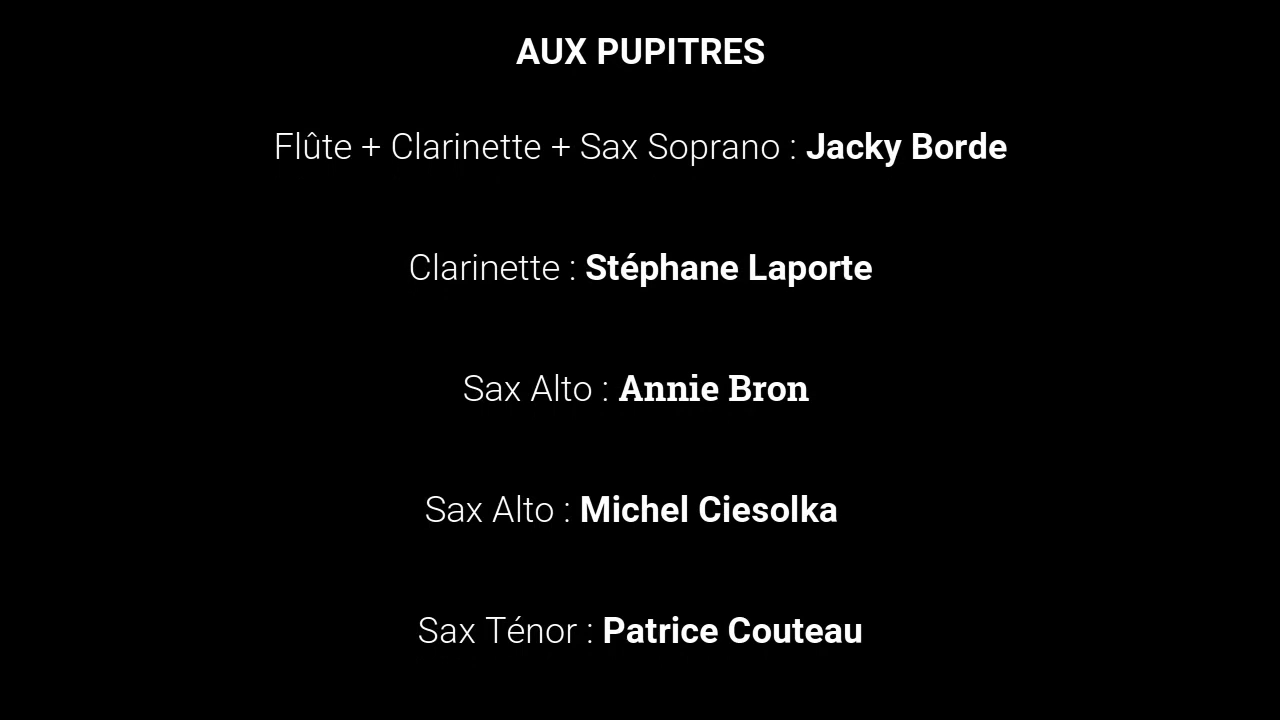 AUX PUPITRES
Flûte + Clarinette + Sax Soprano : Jacky Borde
Clarinette : Stéphane Laporte
Sax Alto : Annie Bron
Sax Alto : Michel Ciesolka
Sax Ténor : Patrice Couteau